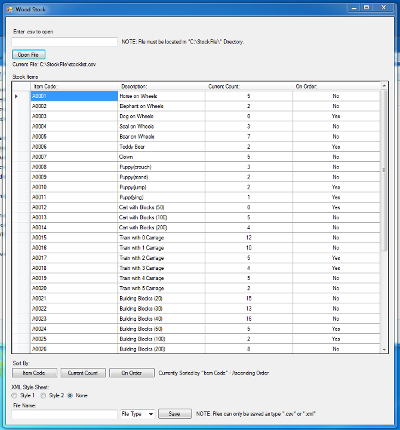 Wood Stock
Enter .csv to open
NOTE: File must be located in "C:\StockFile\" Directory.
Open File
Current File: C:\StockFile\stocklist.csv
Stock Items
Item Code: Description: Current Count: On Order:
A0001 Horse on Wheels 5 No
A0002 Elephant on Wheels 2 No
A0003 Dog on Wheels 0 Yes
A0004 Seal on Wheels 3 No
A0005 Bear on Wheels 7 No
A0006 Teddy Bear 2 Yes
A0007 Clown 5 No
A0008 Puppy(crouch) 3 No
A0009 Puppy(stand) 2 No
A0010 Puppy(jump) 2 Yes
A0011 Puppy(lying) 1 Yes
A0012 Cart with Blocks (50) 0 Yes
A0013 Cart with Blocks (100) 5 No
A0014 Cart with Blocks (200) 4 No
A0015 Train with 0 Carriage 12 No
A0016 Train with 1 Carriage 10 No
A0017 Train with 2 Carriage 5 Yes
A0018 Train with 3 Carriage 4 Yes
A0019 Train with 4 Carriage 5 No
A0020 Train with 5 Carriage 2 No
A0021 Building Blocks (20) 15 No
A0022 Building Blocks (30) 13 No
A0023 Building Blocks (40) 16 No
A0024 Building Blocks (50) 5 Yes
A0025 Building Blocks (100) 2 Yes
A0026 Building Blocks (200) 8 No
Sort By
Item Code Current Count On Order Currently Sorted by "Item Code" - Ascending Order
XML Style Sheet:
Style 1 Style 2 None
File Name:
File Type Save NOTE: Files can only be saved as type ".csv" or ".xml"